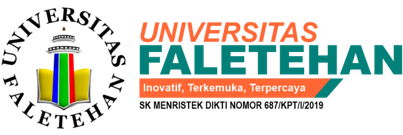 UNIVERSITAS
FALETEHAN
UNIVERSITAS
FALETEHAN
Inovatif, Terkemuka, Terpercaya
SK MENRISTEK DIKTI NOMOR 687/KPT/I/2019